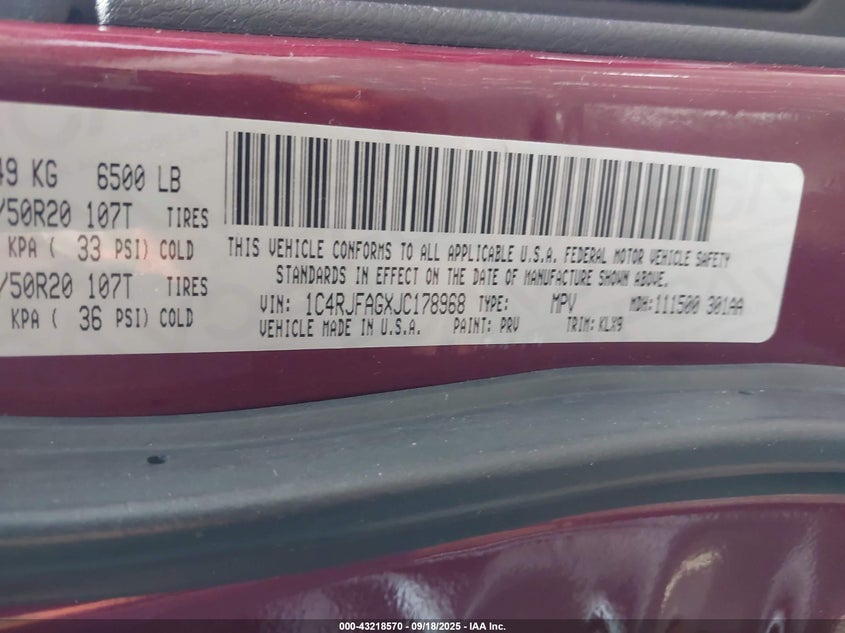 49 KG 6500 LB
/50R20 107T TIRES
KPA ( 33 PSI) COLD
/50R20 107T TIRES
KPA ( 36 PSI) COLD
THIS VEHICLE CONFORMS TO ALL APPLICABLE U.S.A. FEDERAL MOTOR VEHICLE SAFETY
STANDARDS IN EFFECT ON THE DATE OF MANUFACTURE SHOWN ABOVE.
VIN: 1C4RJFAGXJC178968 TYPE: MPV MDH: 111500 301AA
VEHICLE MADE IN U.S.A. PAINT: PRV TRIM: KLX9
000-43218570 - 09/18/2025 - IAA Inc.